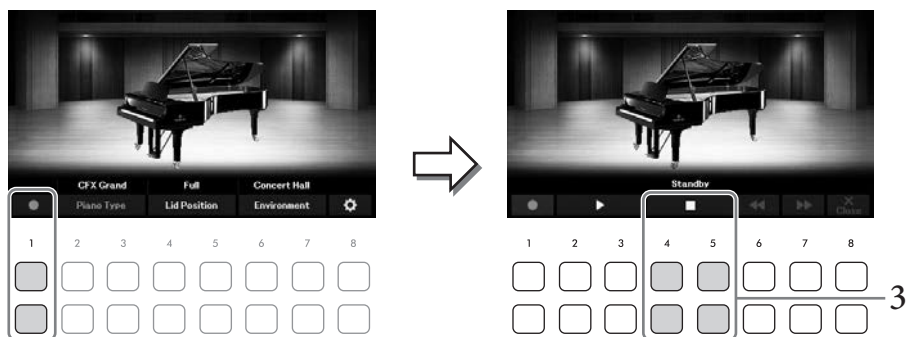 CFX Grand Full Concert Hall
Piano Type Lid Position Environment
1 2 3 4 5 6 7 8
Standby
Close
1 2 3 4 5 6 7 8
3